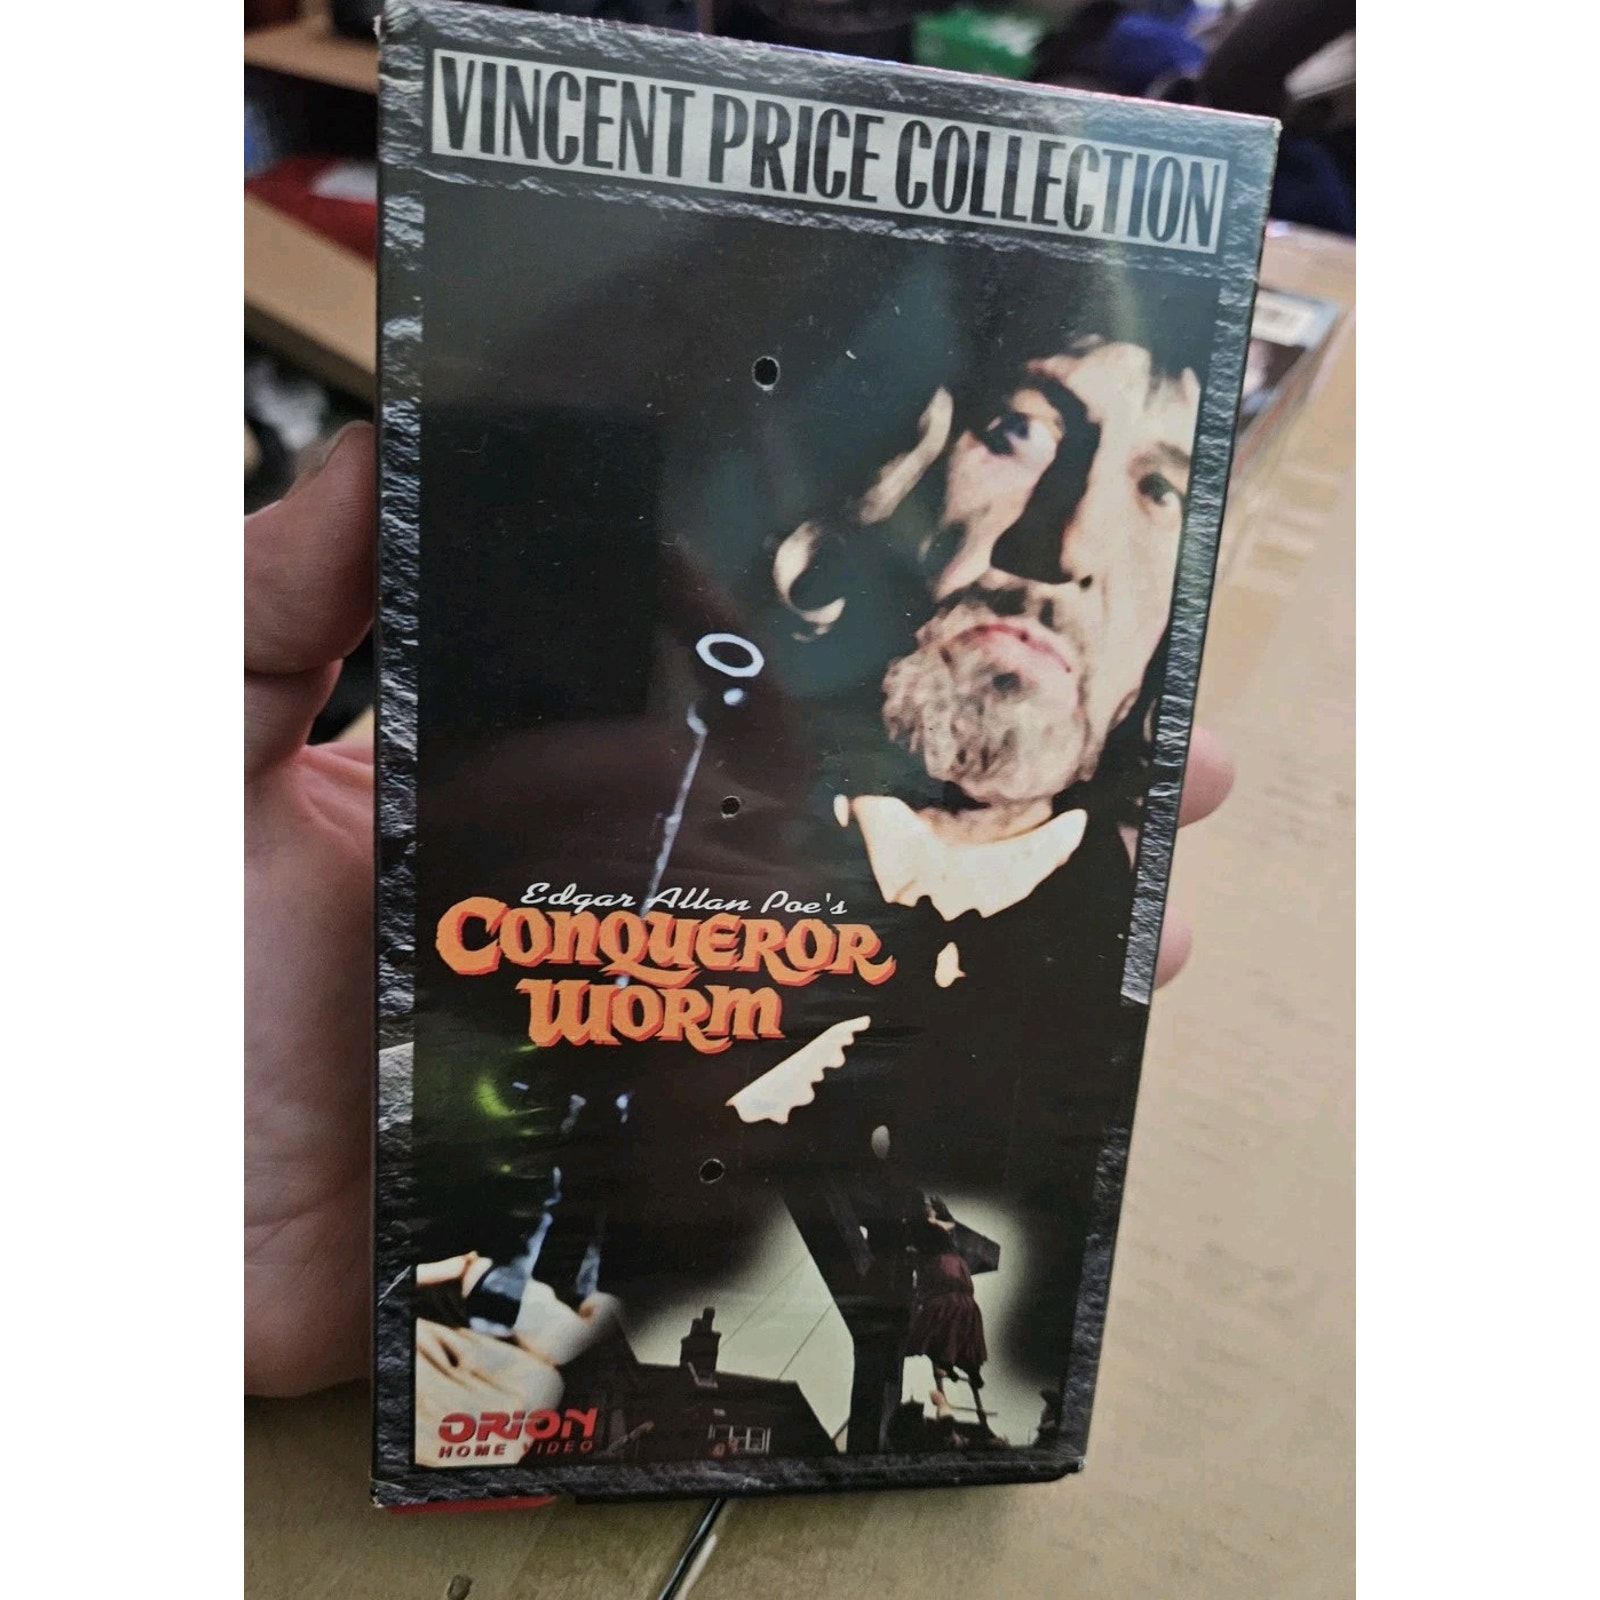 VINCENT PRICE COLLECTION
Edgar Allan Poe's
CONQUEROR
WORM
ORION
HOME VIDEO